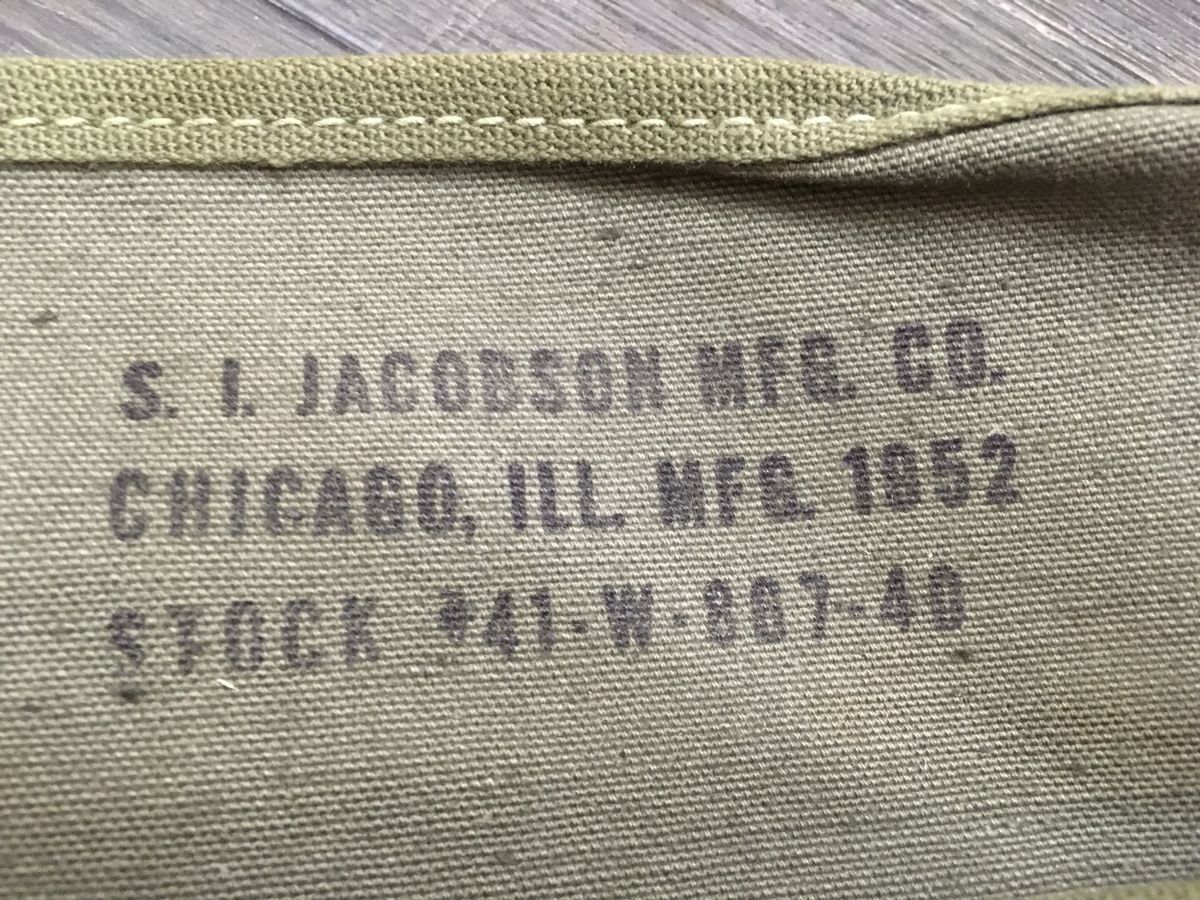 S. I. JACOBSON MFG. CO.
CHICAGO, ILL. MFG. 1952
STOCK #41-W-867-40